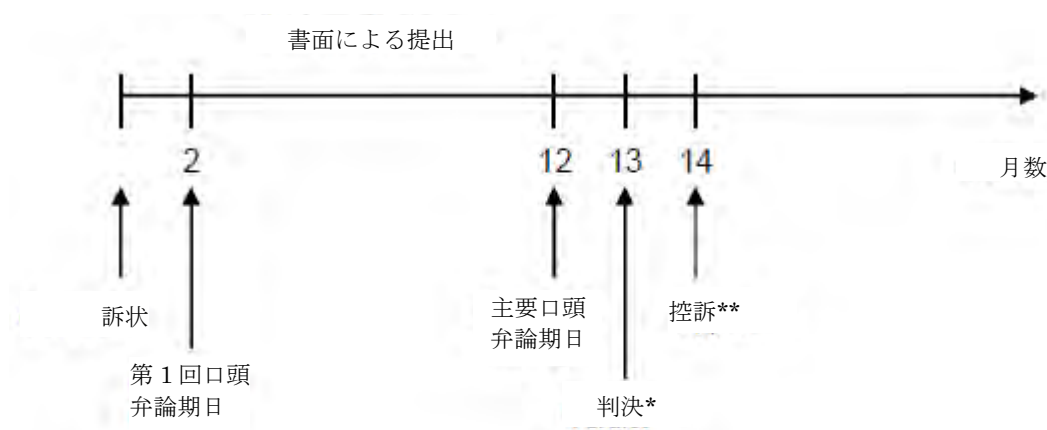 書面による提出
2
12
13
14
月数
訴状
第1回口頭
弁論期日
主要口頭
弁論期日
判決*
控訴**